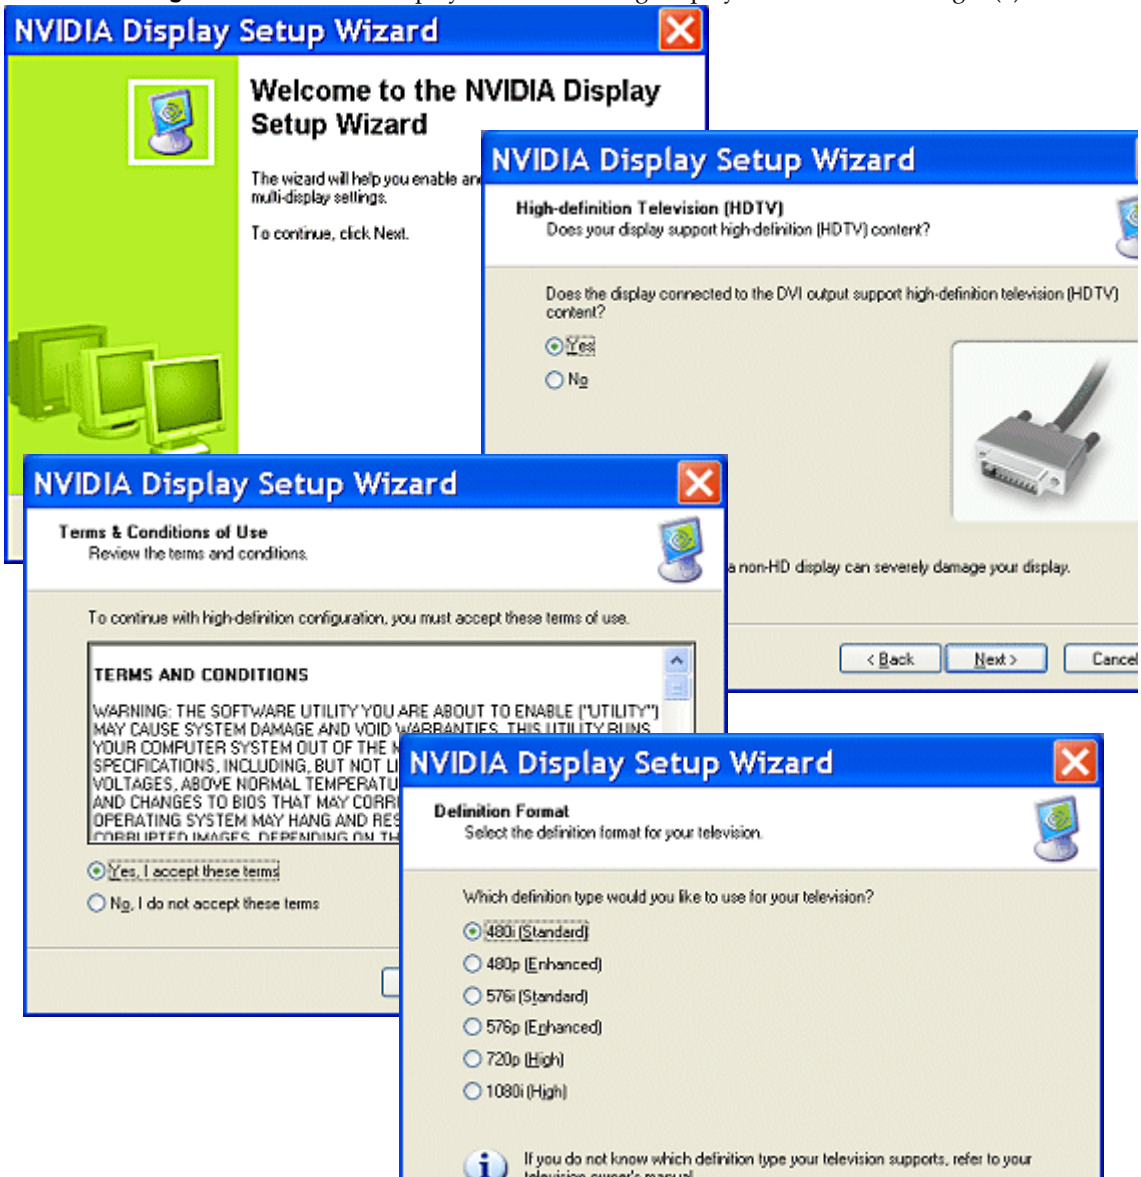 NVIDIA Display Setup Wizard
Welcome to the NVIDIA Display
Setup Wizard
The wizard will help you enable and
multi-display settings.
To continue, click Next.
NVIDIA Display Setup Wizard
High-definition Television (HDTV)
Does your display support high-definition (HDTV) content?
Does the display connected to the DVI output support high-definition television (HDTV)
content?
Yes
No
a non-HD display can severely damage your display.
< Back
Next >
Cancel
NVIDIA Display Setup Wizard
Terms & Conditions of Use
Review the terms and conditions.
To continue with high-definition configuration, you must accept these terms of use.
TERMS AND CONDITIONS
WARNING: THE SOFTWARE UTILITY YOU ARE ABOUT TO ENABLE ("UTILITY")
MAY CAUSE SYSTEM DAMAGE AND VOID WARRANTIES. THIS UTILITY RUNS
YOUR COMPUTER SYSTEM OUT OF THE
SPECIFICATIONS, INCLUDING, BUT NOT
VOLTAGES, ABOVE NORMAL
AND CHANGES TO BIOS THAT MAY
OPERATING SYSTEM MAY HANG AND
CORRUPTED IMAGES. DEPENDING ON
Yes, I accept these terms
No, I do not accept these terms
NVIDIA Display Setup Wizard
Definition Format
Select the definition format for your television.
Which definition type would you like to use for your television?
480i (Standard)
480p (Enhanced)
576i (Standard)
576p (Enhanced)
720p (High)
1080i (High)
If you do not know which definition type your television supports, refer to your
television owner's manual